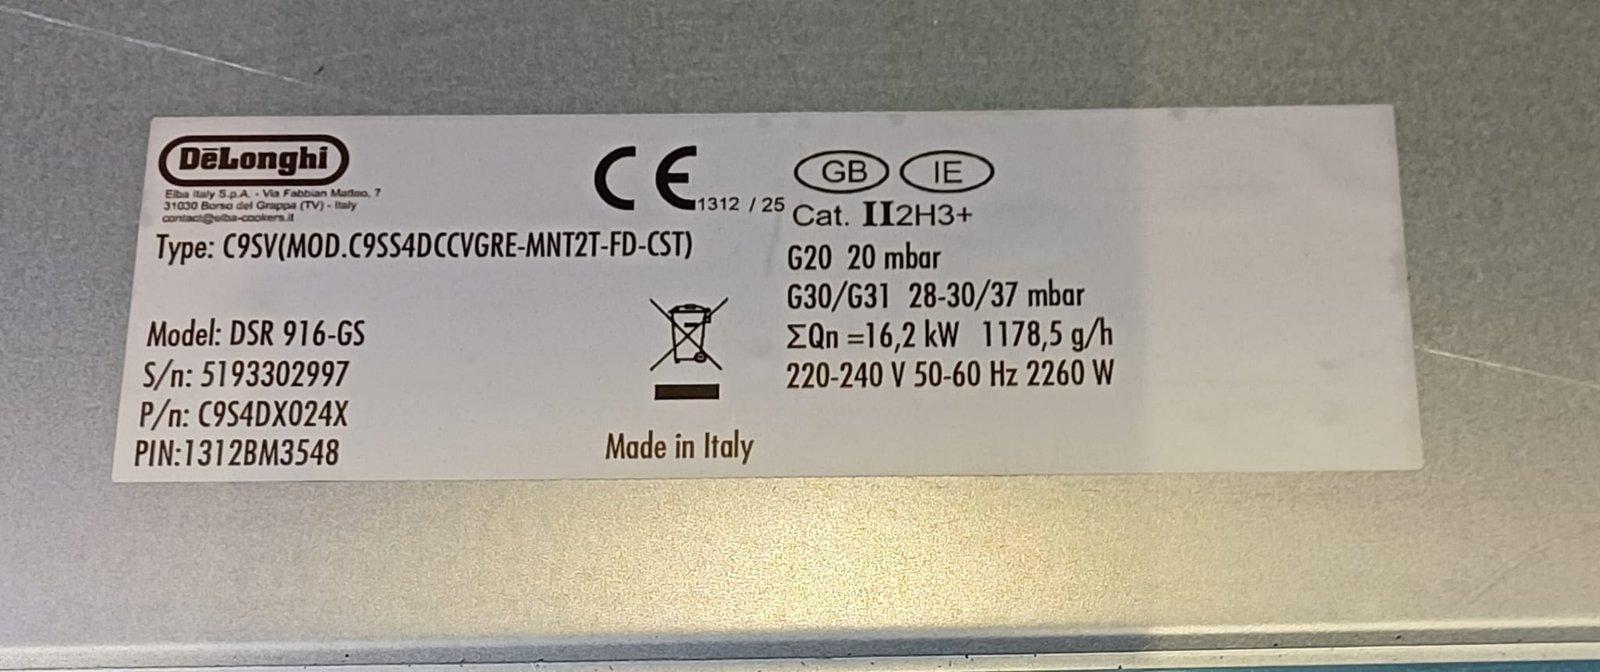 DēLonghi
Elba Italy S.p.A. - Via Fabbian Matteo, 7
31030 Borso del Grappa (TV) - Italy
contact@elba-cookers.it
Type: C9SV(MOD.C9SS4DCCVGRE-MNT2T-FD-CST)
Model: DSR 916-GS
S/n: 5193302997
P/n: C9S4DX024X
PIN:1312BM3548
CE 1312 / 25
Made in Italy
GB IE
Cat. II2H3+
G20 20 mbar
G30/G31 28-30/37 mbar
ΣQn =16,2 kW 1178,5 g/h
220-240 V 50-60 Hz 2260 W